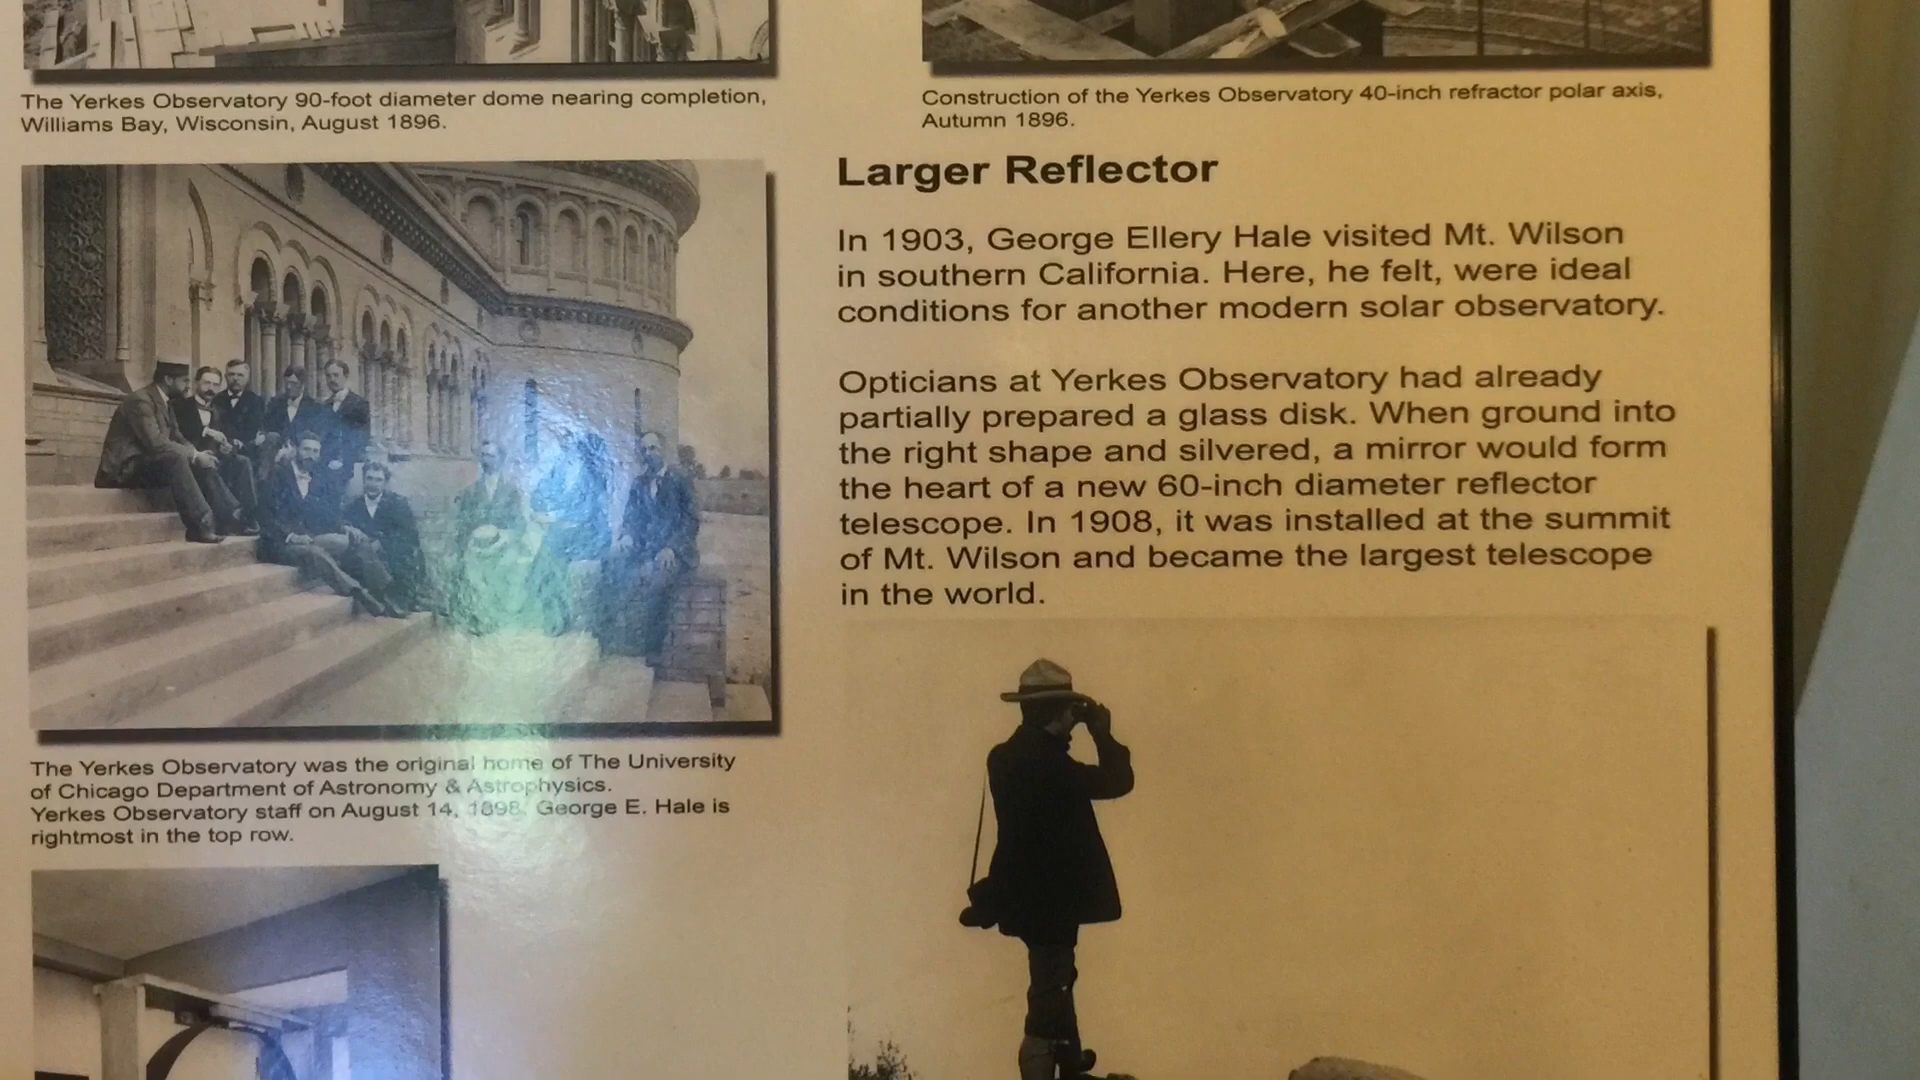 The Yerkes Observatory 90-foot diameter dome nearing completion,
Williams Bay, Wisconsin, August 1896.
Construction of the Yerkes Observatory 40-inch refractor polar axis,
Autumn 1896.
The Yerkes Observatory was the original home of The University
of Chicago Department of Astronomy & Astrophysics.
Yerkes Observatory staff on August 14, 1898. George E. Hale is
rightmost in the top row.
Larger Reflector
In 1903, George Ellery Hale visited Mt. Wilson
in southern California. Here, he felt, were ideal
conditions for another modern solar observatory.
Opticians at Yerkes Observatory had already
partially prepared a glass disk. When ground into
the right shape and silvered, a mirror would form
the heart of a new 60-inch diameter reflector
telescope. In 1908, it was installed at the summit
of Mt. Wilson and became the largest telescope
in the world.